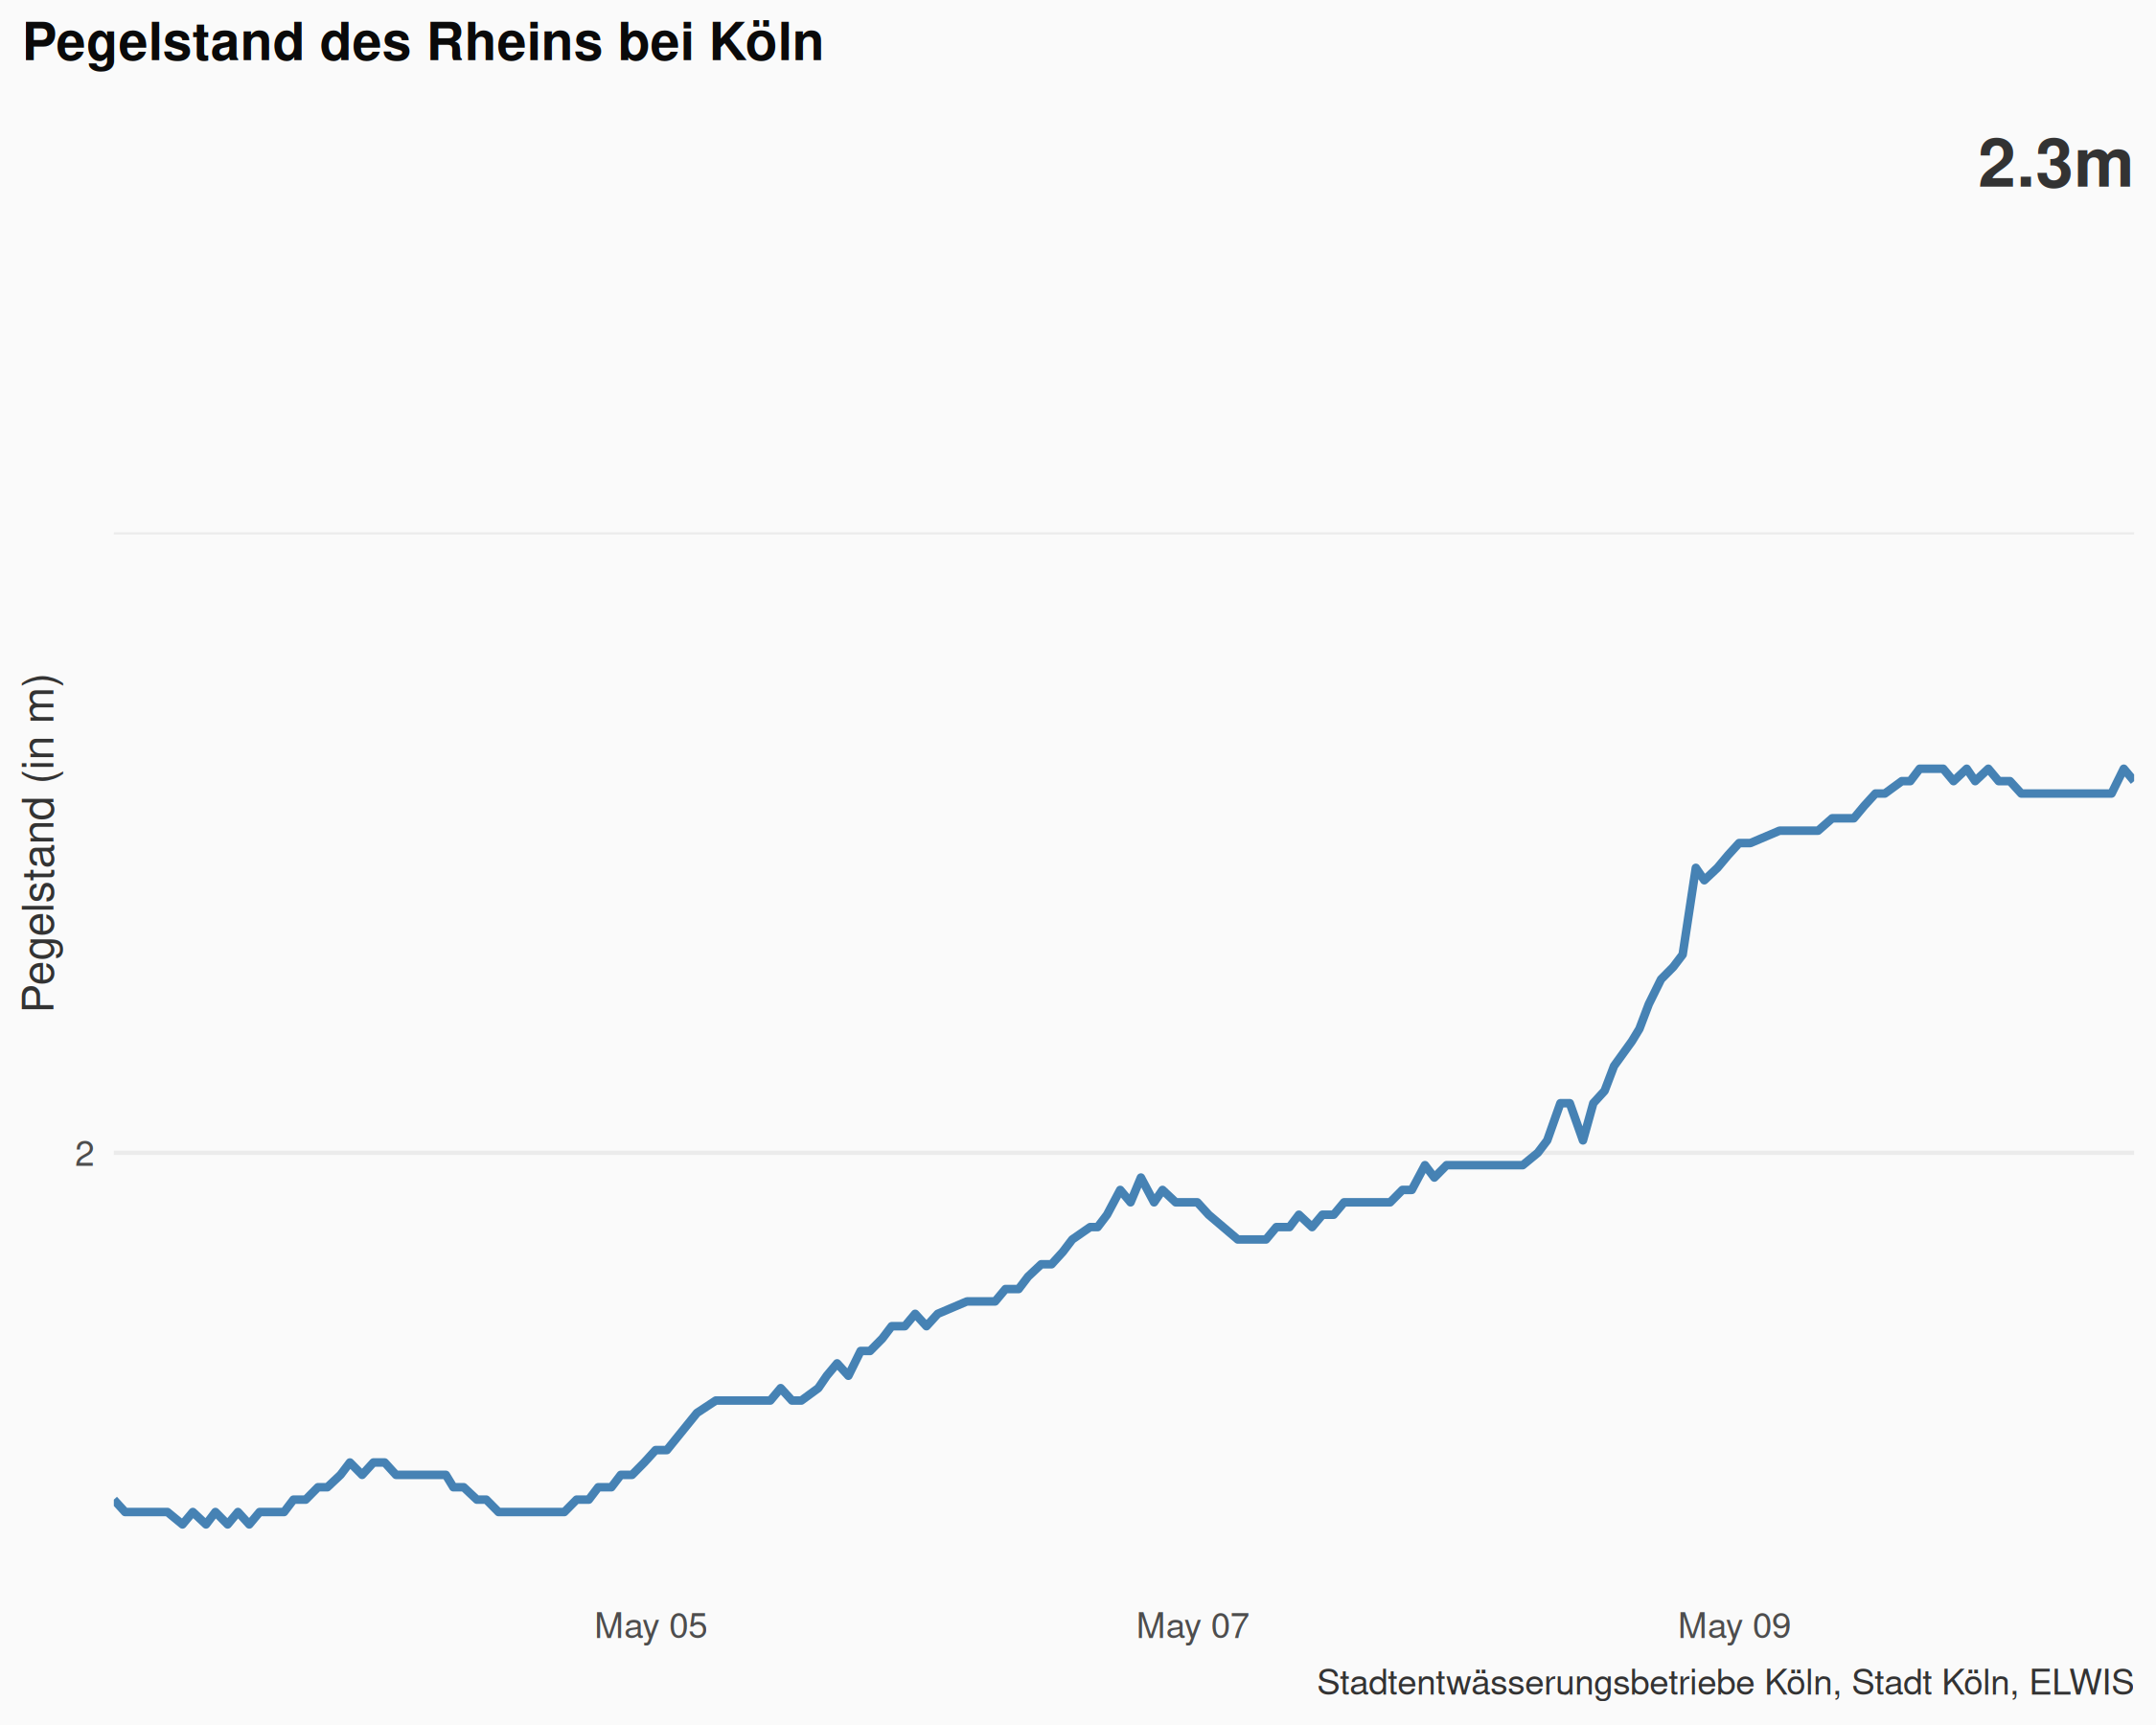 Pegelstand des Rheins bei Köln
2.3m
Pegelstand (in m)
2
May 05
May 07
May 09
Stadtentwässerungsbetriebe Köln, Stadt Köln, ELWIS